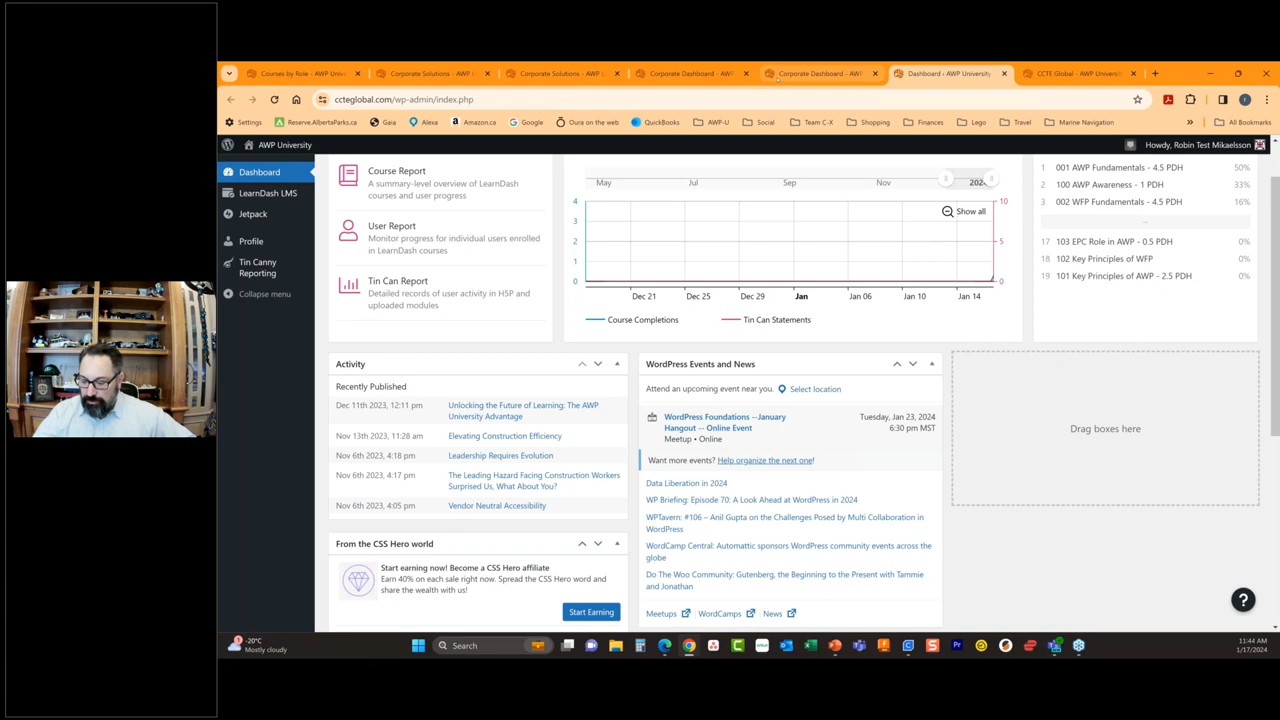 Courses by Role - AWP Univ
Corporate Solutions - AWP U
Corporate Solutions - AWP U
Corporate Dashboard - AWP
Corporate Dashboard - AWP
Dashboard ‹ AWP University
CCTE Global - AWP Universit
ccteglobal.com/wp-admin/index.php
Settings
Reserve.AlbertaParks.ca
Gaia
Alexa
Amazon.ca
Google
Oura on the web
QuickBooks
AWP-U
Social
Team C-X
Shopping
Finances
Lego
Travel
Marine Navigation
»
All Bookmarks
AWP University
Howdy, Robin Test Mikaelsson
Dashboard
LearnDash LMS
Jetpack
Profile
Tin Canny
Reporting
Collapse menu
Course Report
A summary-level overview of LearnDash
courses and user progress
User Report
Monitor progress for individual users enrolled
in LearnDash courses
Tin Can Report
Detailed records of user activity in H5P and
uploaded modules
May Jul Sep Nov 2024
Show all
4
3
2
1
0
10
5
0
Dec 21 Dec 25 Dec 29 Jan Jan 06 Jan 10 Jan 14
Course Completions Tin Can Statements
1 001 AWP Fundamentals - 4.5 PDH 50%
2 100 AWP Awareness - 1 PDH 33%
3 002 WFP Fundamentals - 4.5 PDH 16%
...
17 103 EPC Role in AWP - 0.5 PDH 0%
18 102 Key Principles of WFP 0%
19 101 Key Principles of AWP - 2.5 PDH 0%
Activity
Recently Published
Dec 11th 2023, 12:11 pm Unlocking the Future of Learning: The AWP
University Advantage
Nov 13th 2023, 11:28 am Elevating Construction Efficiency
Nov 6th 2023, 4:18 pm Leadership Requires Evolution
Nov 6th 2023, 4:17 pm The Leading Hazard Facing Construction Workers
Surprised Us, What About You?
Nov 6th 2023, 4:05 pm Vendor Neutral Accessibility
From the CSS Hero world
Start earning now! Become a CSS Hero affiliate
Earn 40% on each sale right now. Spread the CSS Hero word and
share the wealth with us!
Start Earning
WordPress Events and News
Attend an upcoming event near you. Select location
WordPress Foundations --January
Hangout -- Online Event
Meetup • Online
Tuesday, Jan 23, 2024
6:30 pm MST
Want more events? Help organize the next one!
Data Liberation in 2024
WP Briefing: Episode 70: A Look Ahead at WordPress in 2024
WPTavern: #106 – Anil Gupta on the Challenges Posed by Multi Collaboration in
WordPress
WordCamp Central: Automattic sponsors WordPress community events across the
globe
Do The Woo Community: Gutenberg, the Beginning to the Present with Tammie
and Jonathan
Meetups WordCamps News
Drag boxes here
?
-20°C
Mostly cloudy
Search
11:44 AM
1/17/2024